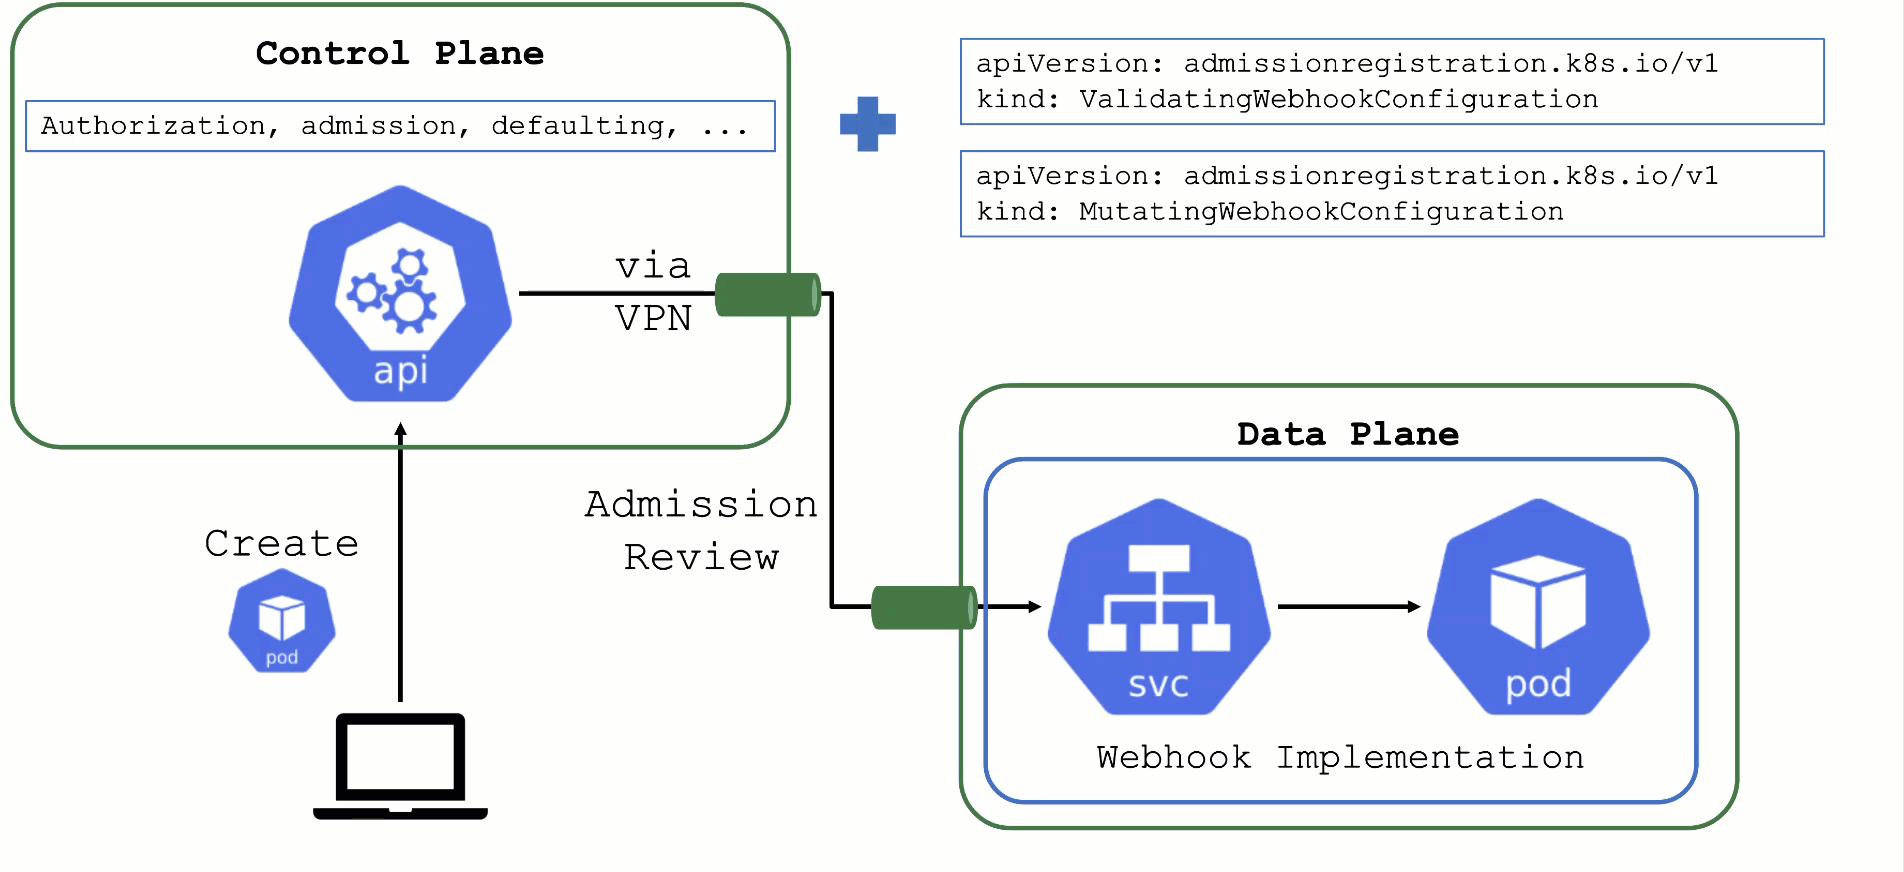 Control Plane
Authorization, admission, defaulting, ...
apiVersion: admissionregistration.k8s.io/v1
kind: ValidatingWebhookConfiguration
apiVersion: admissionregistration.k8s.io/v1
kind: MutatingWebhookConfiguration
via
VPN
api
Data Plane
Admission
Review
Create
pod
svc
pod
Webhook Implementation